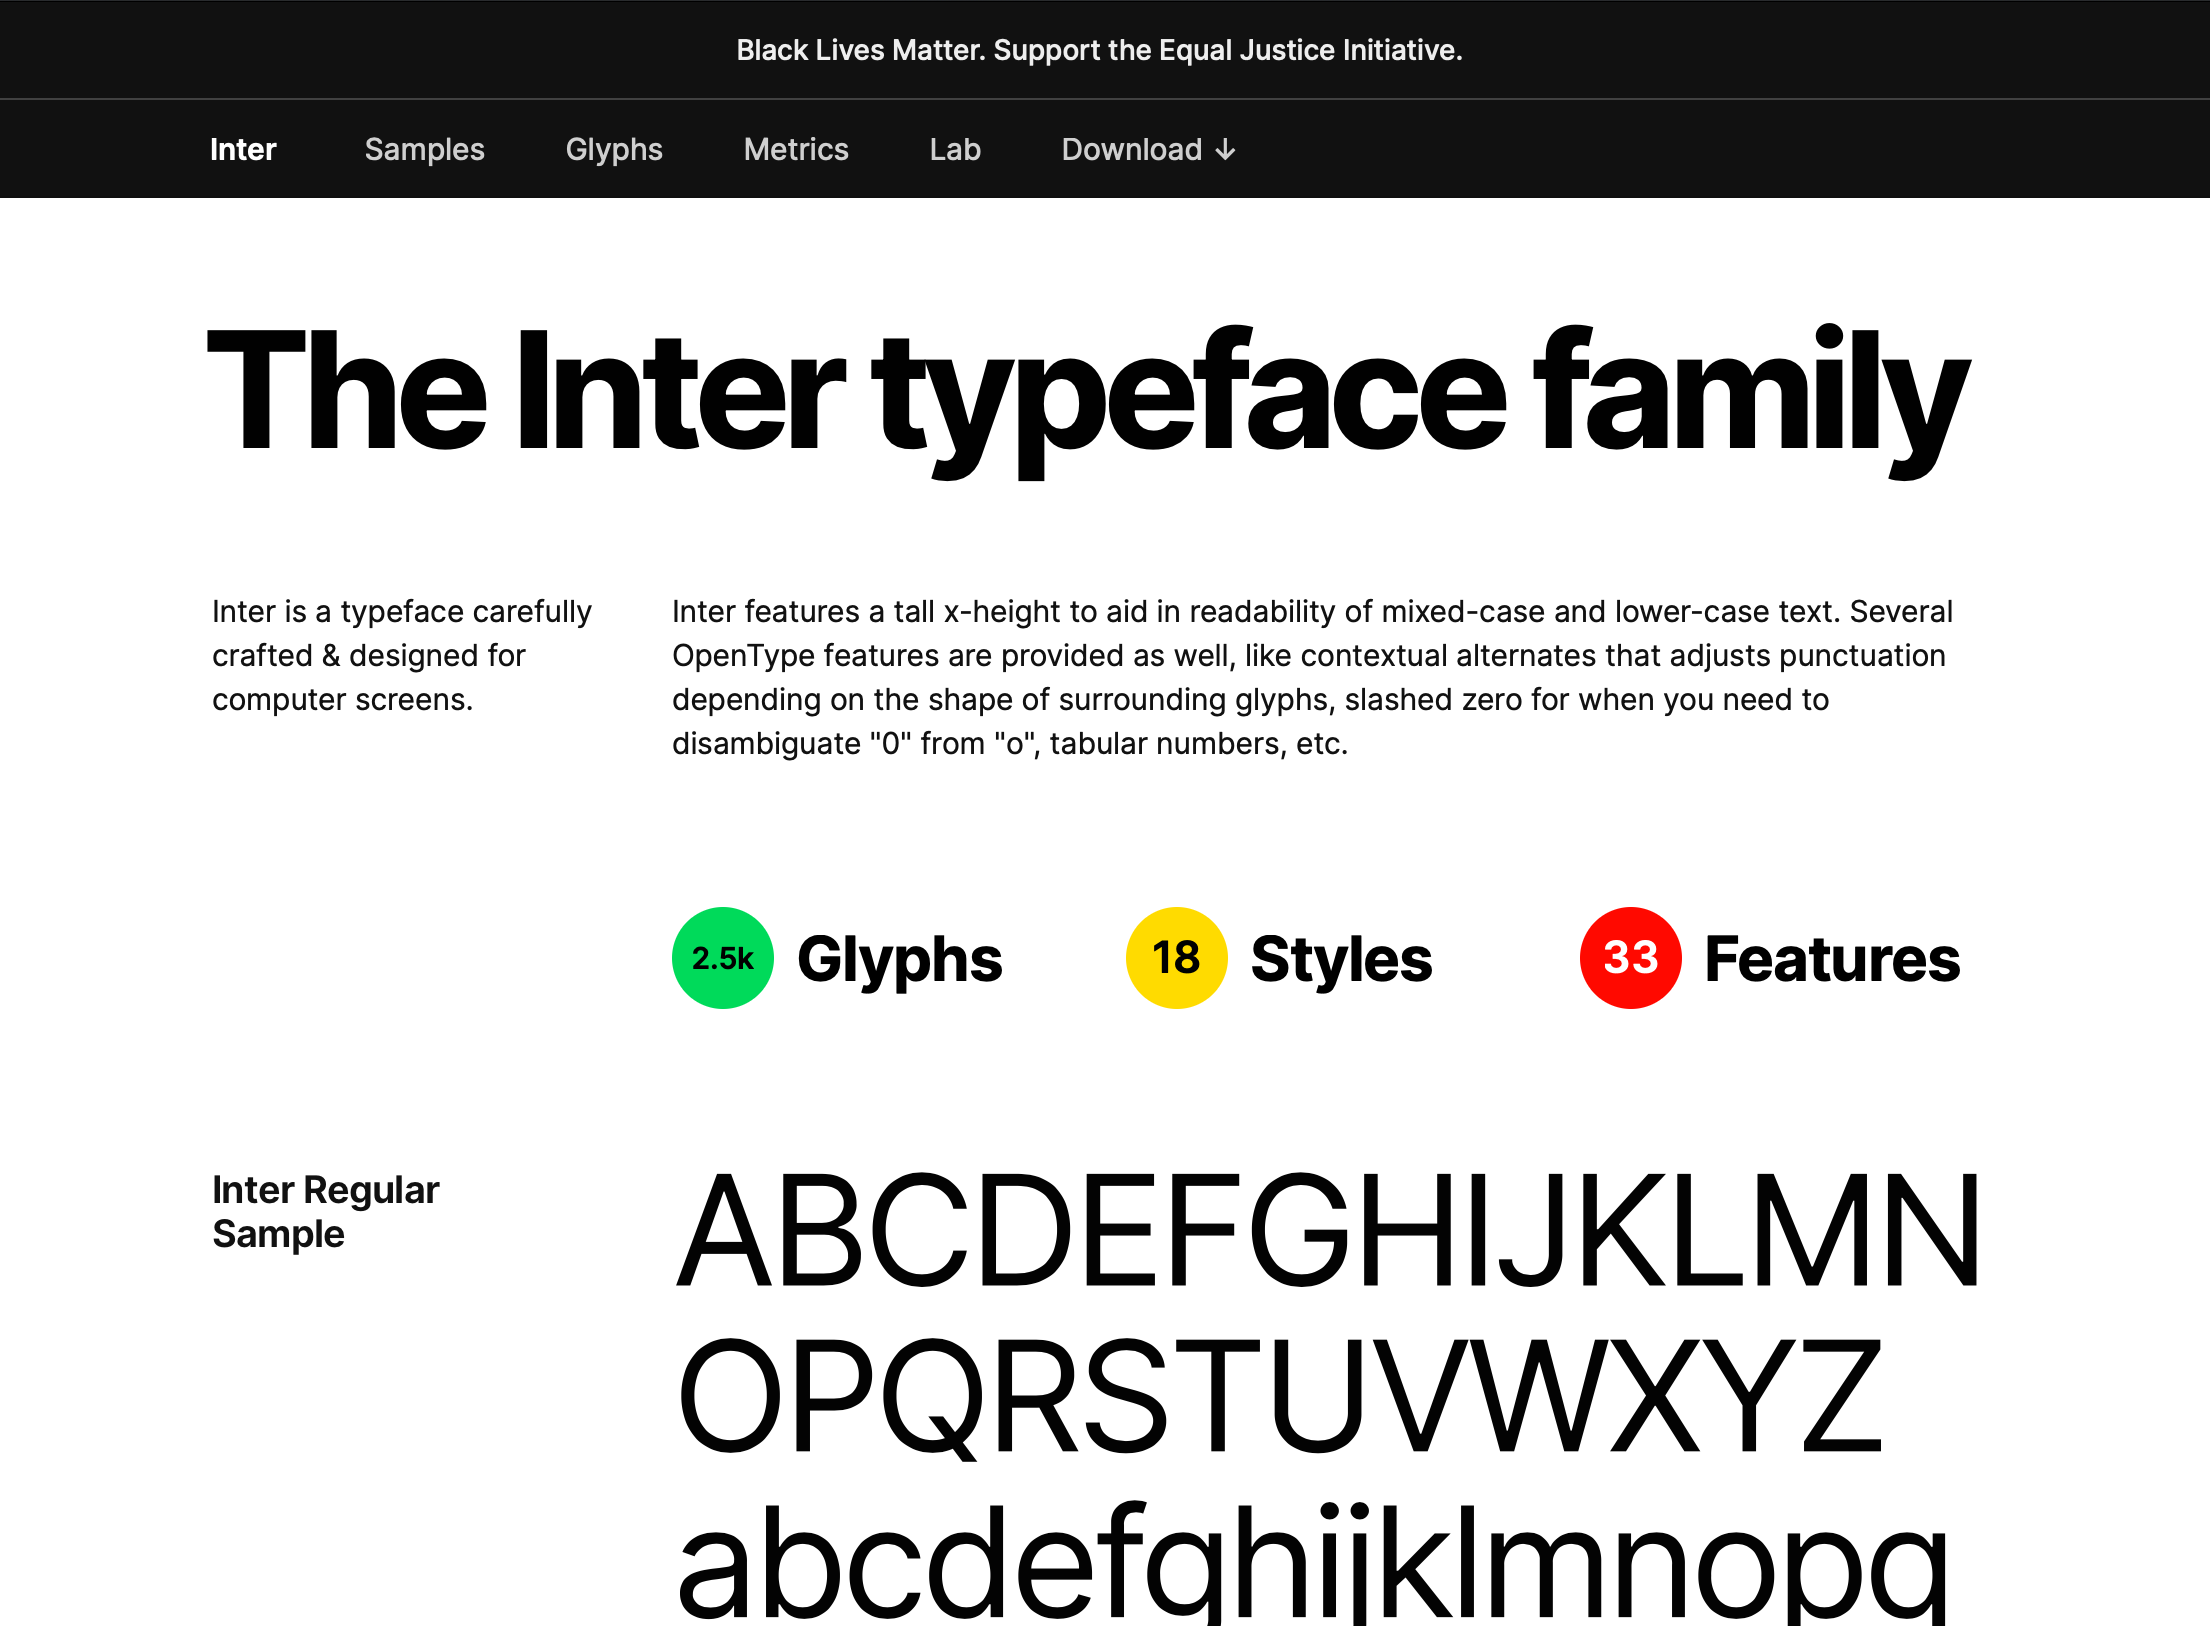 Black Lives Matter. Support the Equal Justice Initiative.
Inter Samples Glyphs Metrics Lab Download ↓
The Inter typeface family
Inter is a typeface carefully
crafted & designed for
computer screens.
Inter features a tall x-height to aid in readability of mixed-case and lower-case text. Several
OpenType features are provided as well, like contextual alternates that adjusts punctuation
depending on the shape of surrounding glyphs, slashed zero for when you need to
disambiguate "0" from "o", tabular numbers, etc.
2.5k Glyphs 18 Styles 33 Features
Inter Regular
Sample
ABCDEFGHIJKLMN
OPQRSTUVWXYZ
abcdefghijklmnopq